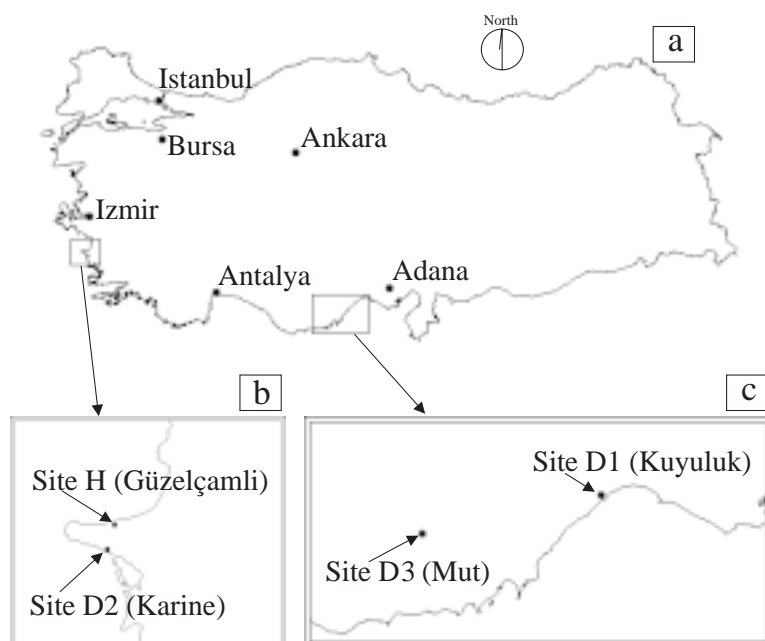 North
a
Istanbul
Bursa
Ankara
Izmir
Antalya
Adana
b
c
Site H (Güzelçamli)
Site D2 (Karine)
Site D1 (Kuyuluk)
Site D3 (Mut)